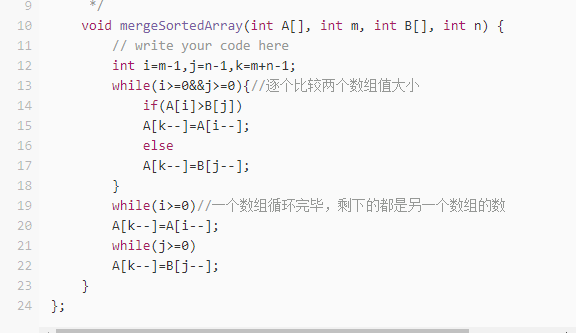 9          */
10     void mergeSortedArray(int A[], int m, int B[], int n) {
11         // write your code here
12         int i=m-1,j=n-1,k=m+n-1;
13         while(i>=0&&j>=0){//逐个比较两个数组值大小
14             if(A[i]>B[j])
15             A[k--]=A[i--];
16             else
17             A[k--]=B[j--];
18         }
19         while(i>=0)//一个数组循环完毕，剩下的都是另一个数组的数
20         A[k--]=A[i--];
21         while(j>=0)
22         A[k--]=B[j--];
23     }
24 };